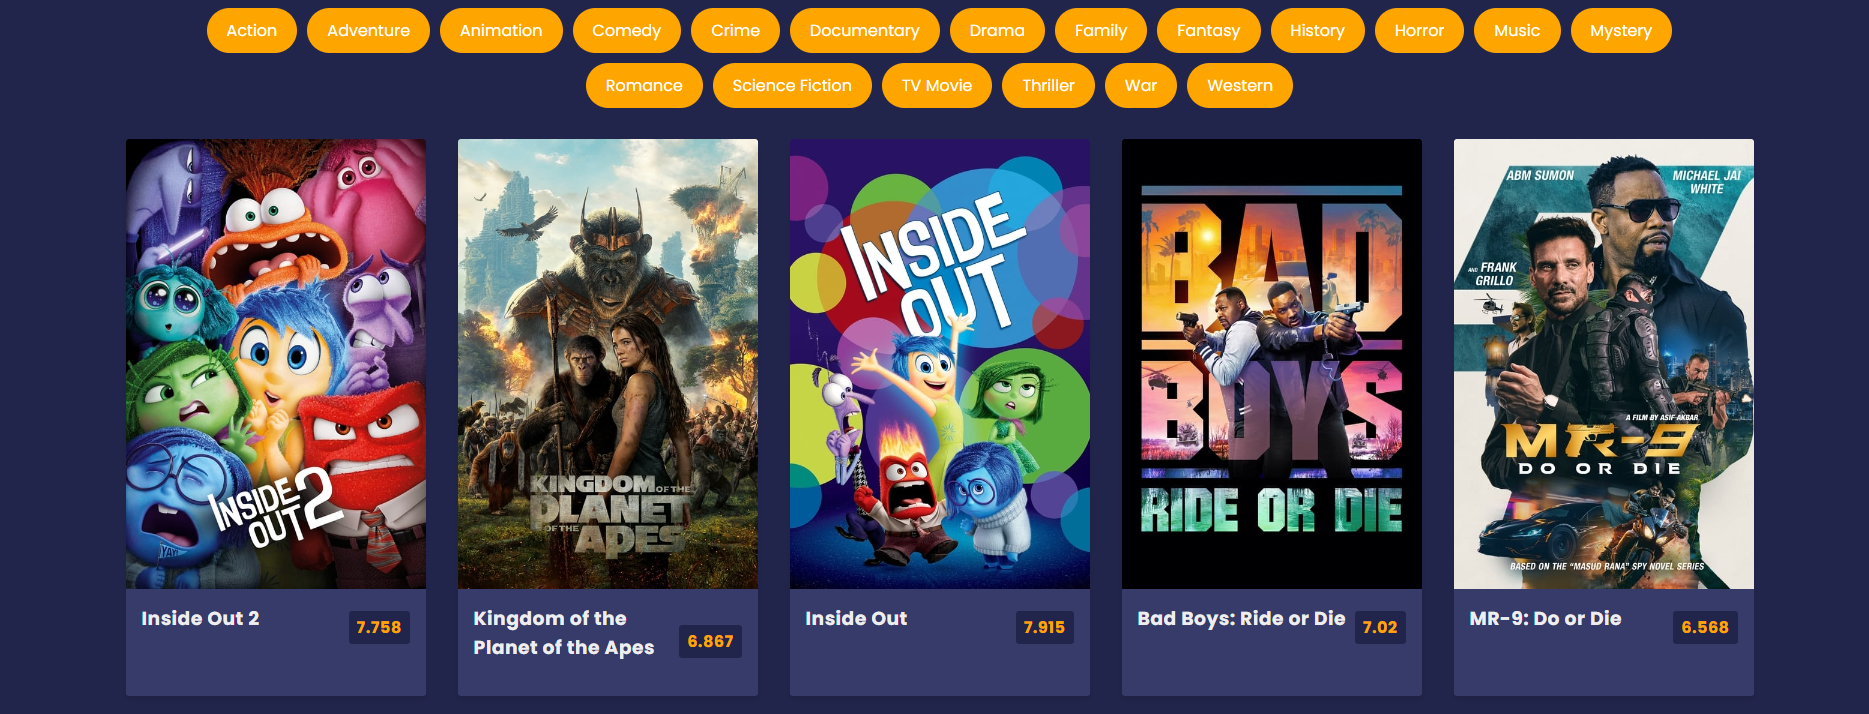 Action Adventure Animation Comedy Crime Documentary Drama Family Fantasy History Horror Music Mystery
Romance Science Fiction TV Movie Thriller War Western
INSIDE
OUT 2
KINGDOM OF THE
PLANET
OF THE
APES
INSIDE
OUT
BAD
BOYS
RIDE OR DIE
ABM SUMON
MICHAEL JAI
WHITE
AND FRANK
GRILLO
A FILM BY ASIF AKBAR
MR-9
DO OR DIE
BASED ON THE "MASUD RANA" SPY NOVEL SERIES
Inside Out 2
7.758
Kingdom of the
Planet of the Apes
6.867
Inside Out
7.915
Bad Boys: Ride or Die
7.02
MR-9: Do or Die
6.568